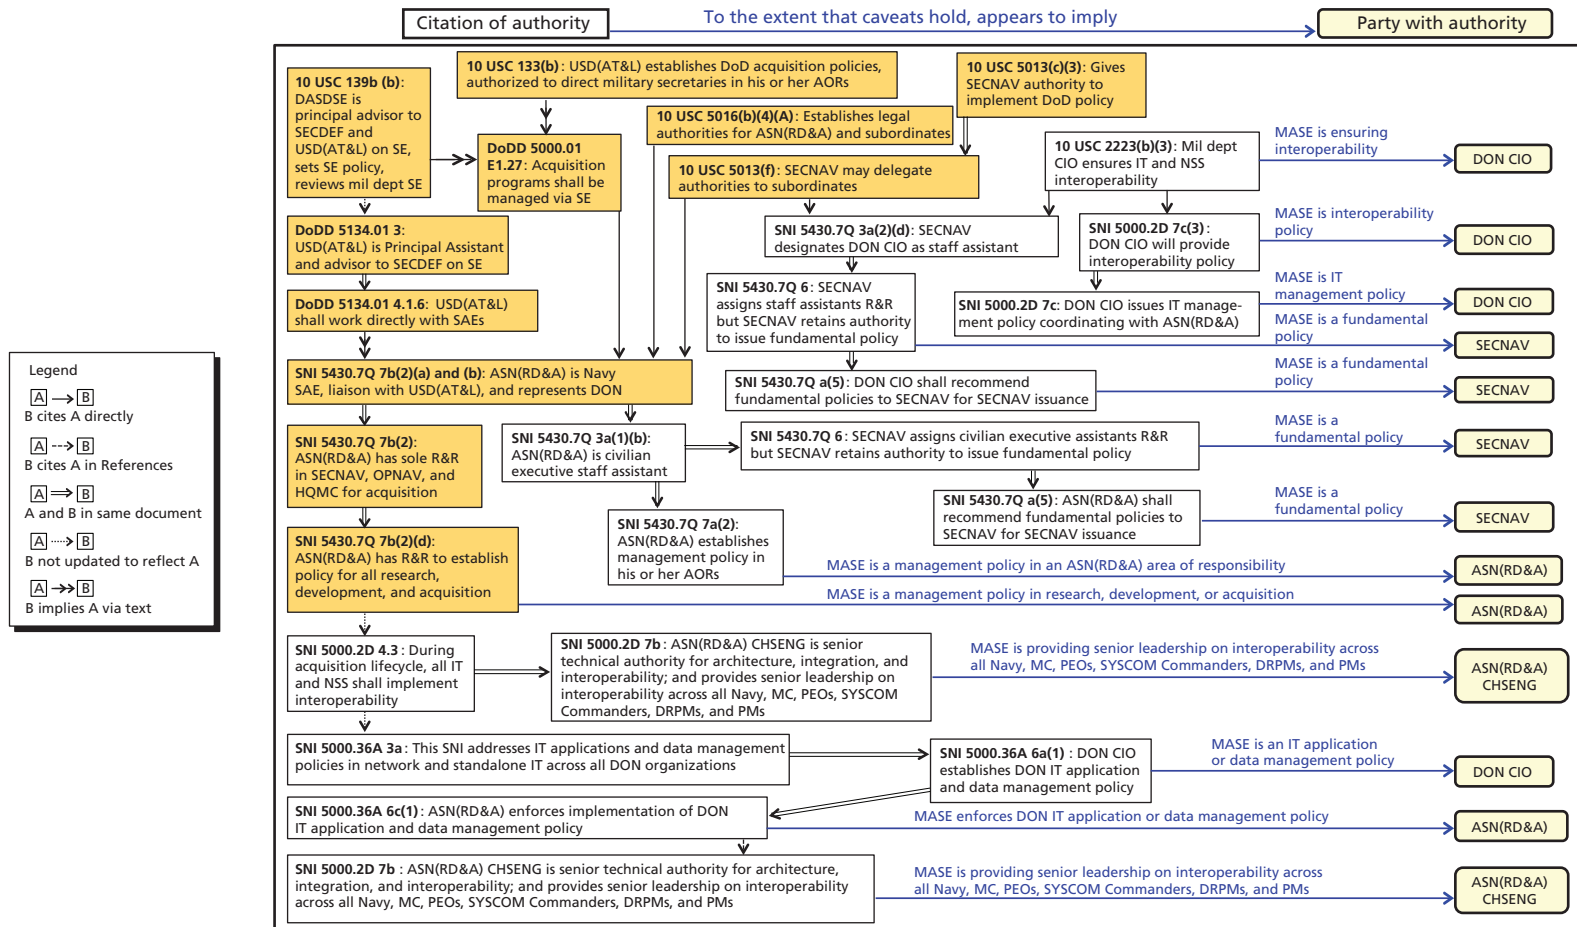 Citation of authority
To the extent that caveats hold, appears to imply
Party with authority
10 USC 139b (b):
DASDSE is
principal advisor to
SECDEF and
USD(AT&L) on SE,
sets SE policy,
reviews mil dept SE
10 USC 133(b): USD(AT&L) establishes DoD acquisition policies,
authorized to direct military secretaries in his or her AORs
10 USC 5013(c)(3): Gives
SECNAV authority to
implement DoD policy
10 USC 5016(b)(4)(A): Establishes legal
authorities for ASN(RD&A) and subordinates
DoDD 5000.01
E1.27: Acquisition
programs shall be
managed via SE
10 USC 5013(f): SECNAV may delegate
authorities to subordinates
10 USC 2223(b)(3): Mil dept
CIO ensures IT and NSS
interoperability
MASE is ensuring
interoperability
DON CIO
DoDD 5134.01 3:
USD(AT&L) is Principal Assistant
and advisor to SECDEF on SE
SNI 5430.7Q 3a(2)(d): SECNAV
designates DON CIO as staff assistant
SNI 5000.2D 7c(3):
DON CIO will provide
interoperability policy
MASE is interoperability
policy
DON CIO
DoDD 5134.01 4.1.6: USD(AT&L)
shall work directly with SAEs
SNI 5430.7Q 6: SECNAV
assigns staff assistants R&R
but SECNAV retains authority
to issue fundamental policy
SNI 5000.2D 7c: DON CIO issues IT manage-
ment policy coordinating with ASN(RD&A)
MASE is IT
management policy
DON CIO
MASE is a fundamental
policy
SECNAV
SNI 5430.7Q 7b(2)(a) and (b): ASN(RD&A) is Navy
SAE, liaison with USD(AT&L), and represents DON
SNI 5430.7Q a(5): DON CIO shall recommend
fundamental policies to SECNAV for SECNAV issuance
MASE is a fundamental
policy
SECNAV
SNI 5430.7Q 7b(2):
ASN(RD&A) has sole R&R
in SECNAV, OPNAV, and
HQMC for acquisition
SNI 5430.7Q 3a(1)(b):
ASN(RD&A) is civilian
executive staff assistant
SNI 5430.7Q 6: SECNAV assigns civilian executive assistants R&R
but SECNAV retains authority to issue fundamental policy
MASE is a
fundamental policy
SECNAV
SNI 5430.7Q a(5): ASN(RD&A) shall
recommend fundamental policies to
SECNAV for SECNAV issuance
MASE is a
fundamental policy
SECNAV
SNI 5430.7Q 7a(2):
ASN(RD&A) establishes
management policy in
his or her AORs
MASE is a management policy in an ASN(RD&A) area of responsibility
ASN(RD&A)
SNI 5430.7Q 7b(2)(d):
ASN(RD&A) has R&R to establish
policy for all research,
development, and acquisition
MASE is a management policy in research, development, or acquisition
ASN(RD&A)
SNI 5000.2D 4.3: During
acquisition lifecycle, all IT
and NSS shall implement
interoperability
SNI 5000.2D 7b: ASN(RD&A) CHSENG is senior
technical authority for architecture, integration, and
interoperability; and provides senior leadership on
interoperability across all Navy, MC, PEOs, SYSCOM
Commanders, DRPMs, and PMs
MASE is providing senior leadership on interoperability across
all Navy, MC, PEOs, SYSCOM Commanders, DRPMs, and PMs
ASN(RD&A)
CHSENG
SNI 5000.36A 3a: This SNI addresses IT applications and data management
policies in network and standalone IT across all DON organizations
SNI 5000.36A 6a(1): DON CIO
establishes DON IT application
and data management policy
MASE is an IT application
or data management policy
DON CIO
SNI 5000.36A 6c(1): ASN(RD&A) enforces implementation of DON
IT application and data management policy
MASE enforces DON IT application or data management policy
ASN(RD&A)
SNI 5000.2D 7b: ASN(RD&A) CHSENG is senior technical authority for architecture,
integration, and interoperability; and provides senior leadership on interoperability
across all Navy, MC, PEOs, SYSCOM Commanders, DRPMs, and PMs
MASE is providing senior leadership on interoperability across
all Navy, MC, PEOs, SYSCOM Commanders, DRPMs, and PMs
ASN(RD&A)
CHSENG
Legend
A B
B cites A directly
A B
B cites A in References
A B
A and B in same document
A B
B not updated to reflect A
A B
B implies A via text